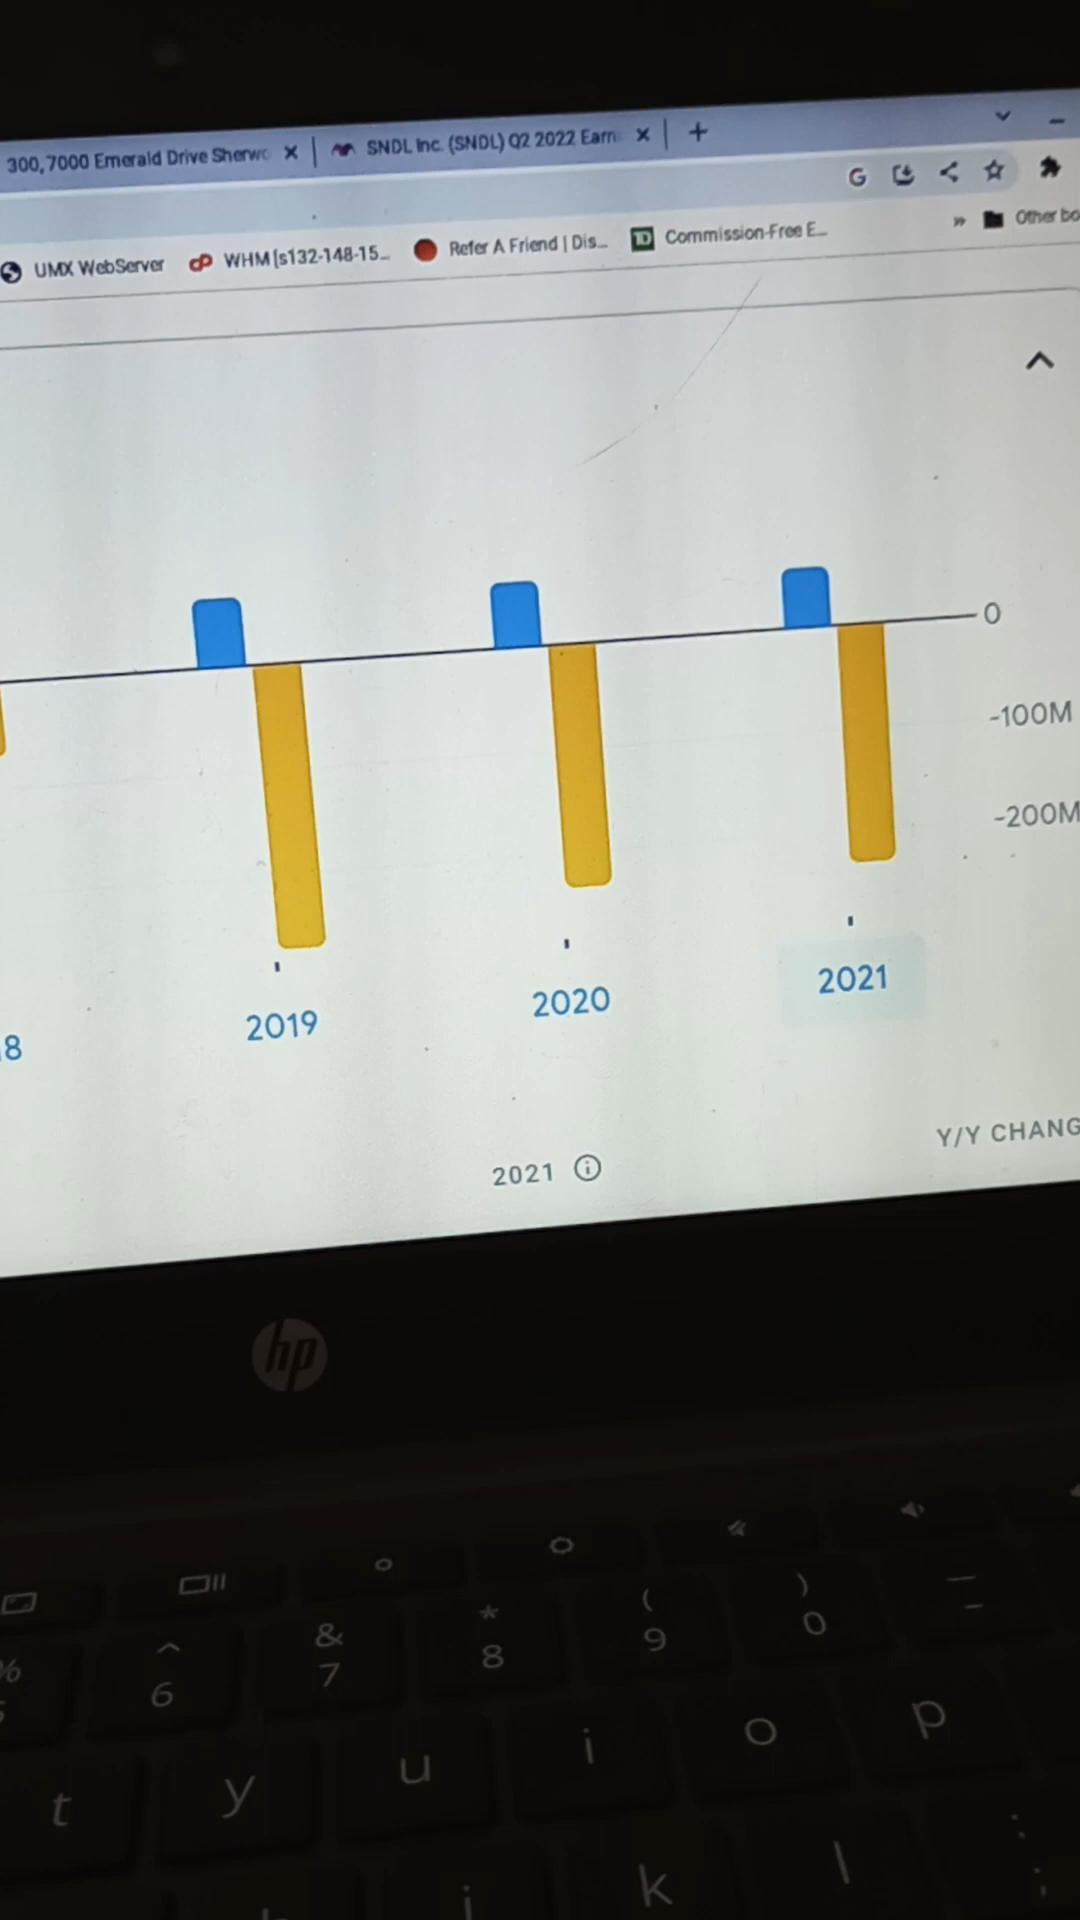 300, 7000 Emerald Drive Sherwo
SNDL Inc. (SNDL) Q2 2022 Earn
UMX WebServer
WHM [s132-148-15...
Refer A Friend | Dis...
Commission-Free E...
Other bo
0
-100M
-200M
8
2019
2020
2021
2021
Y/Y CHANG
hp
%
^
6
&
7
*
8
(
9
)
0
t
y
u
i
o
p
j
k
l